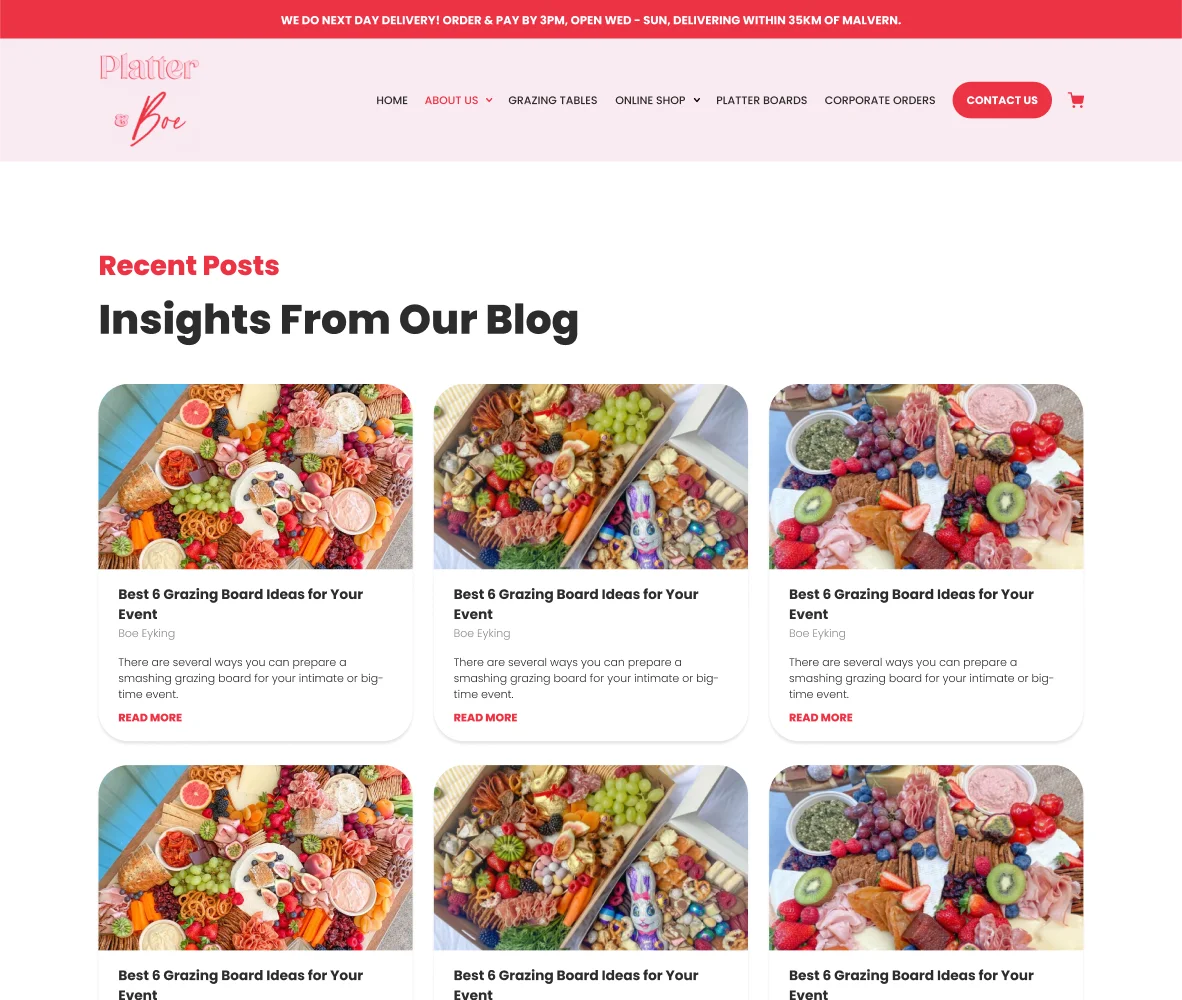 WE DO NEXT DAY DELIVERY! ORDER & PAY BY 3PM, OPEN WED - SUN, DELIVERING WITHIN 35KM OF MALVERN.
Platter
& Boe
HOME ABOUT US GRAZING TABLES ONLINE SHOP PLATTER BOARDS CORPORATE ORDERS CONTACT US
Recent Posts
Insights From Our Blog
Best 6 Grazing Board Ideas for Your
Event
Boe Eyking
There are several ways you can prepare a
smashing grazing board for your intimate or big-
time event.
READ MORE
Best 6 Grazing Board Ideas for Your
Event
Boe Eyking
There are several ways you can prepare a
smashing grazing board for your intimate or big-
time event.
READ MORE
Best 6 Grazing Board Ideas for Your
Event
Boe Eyking
There are several ways you can prepare a
smashing grazing board for your intimate or big-
time event.
READ MORE
Best 6 Grazing Board Ideas for Your
Event
Best 6 Grazing Board Ideas for Your
Event
Best 6 Grazing Board Ideas for Your
Event